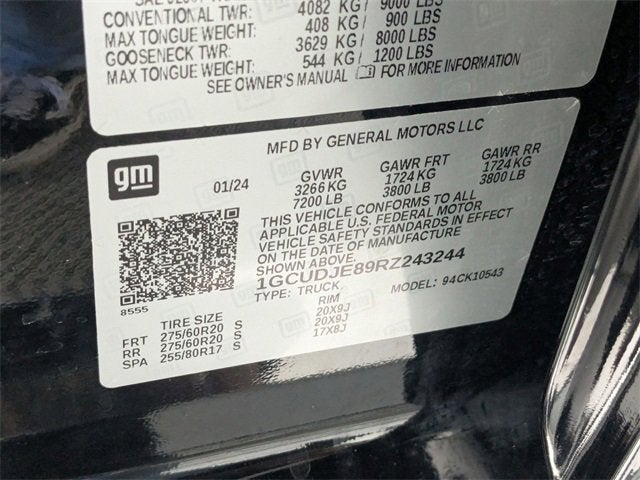 CONVENTIONAL TWR: 4082 KG/ 9000 LBS
MAX TONGUE WEIGHT: 408 KG/ 900 LBS
GOOSENECK TWR: 3629 KG/ 8000 LBS
MAX TONGUE WEIGHT: 544 KG/ 1200 LBS
SEE OWNER'S MANUAL FOR MORE INFORMATION
MFD BY GENERAL MOTORS LLC
gm
01/24
GVWR GAWR FRT GAWR RR
3266 KG 1724 KG 1724 KG
7200 LB 3800 LB 3800 LB
THIS VEHICLE CONFORMS TO ALL
APPLICABLE U.S. FEDERAL MOTOR
VEHICLE SAFETY STANDARDS IN EFFECT
ON THE DATE OF MANUFACTURE
SHOWN ABOVE.
1GCUDJE89RZ243244
TYPE: TRUCK MODEL: 94CK10543
8555
TIRE SIZE RIM
FRT 275/60R20 S 20X9J
RR 275/60R20 S 20X9J
SPA 255/80R17 S 17X8J